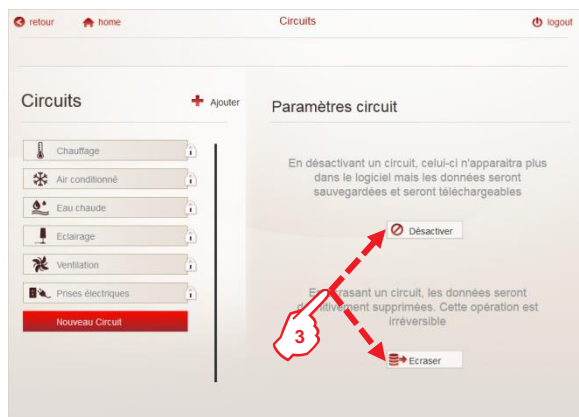 retour home Circuits logout
Circuits Ajouter
Paramètres circuit
Chauffage
Air conditionné
Eau chaude
Eclairage
Ventilation
Prises électriques
Nouveau Circuit
En désactivant un circuit, celui-ci n'apparaitra plus
dans le logiciel mais les données seront
sauvegardées et seront téléchargeables
Désactiver
un circuit, les données seront
supprimées. Cette opération est
irréversible
3
Ecraser